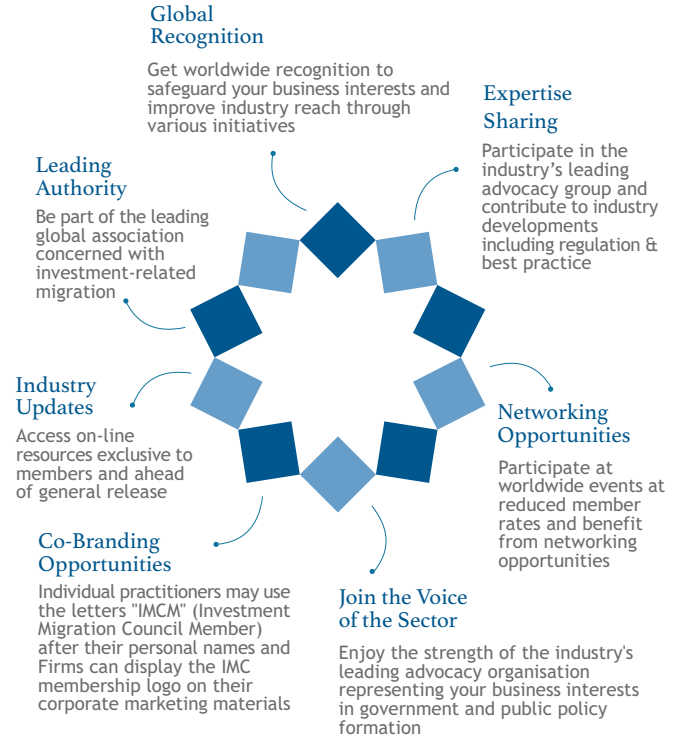 Global
Recognition
Get worldwide recognition to
safeguard your business interests and
improve industry reach through
various initiatives
Expertise
Sharing
Participate in the
industry’s leading
advocacy group and
contribute to industry
developments
including regulation &
best practice
Leading
Authority
Be part of the leading
global association
concerned with
investment-related
migration
Industry
Updates
Access on-line
resources exclusive to
members and ahead
of general release
Networking
Opportunities
Participate at
worldwide events at
reduced member
rates and benefit
from networking
opportunities
Co-Branding
Opportunities
Individual practitioners may use
the letters "IMCM" (Investment
Migration Council Member)
after their personal names and
Firms can display the IMC
membership logo on their
corporate marketing materials
Join the Voice
of the Sector
Enjoy the strength of the industry's
leading advocacy organisation
representing your business interests
in government and public policy
formation